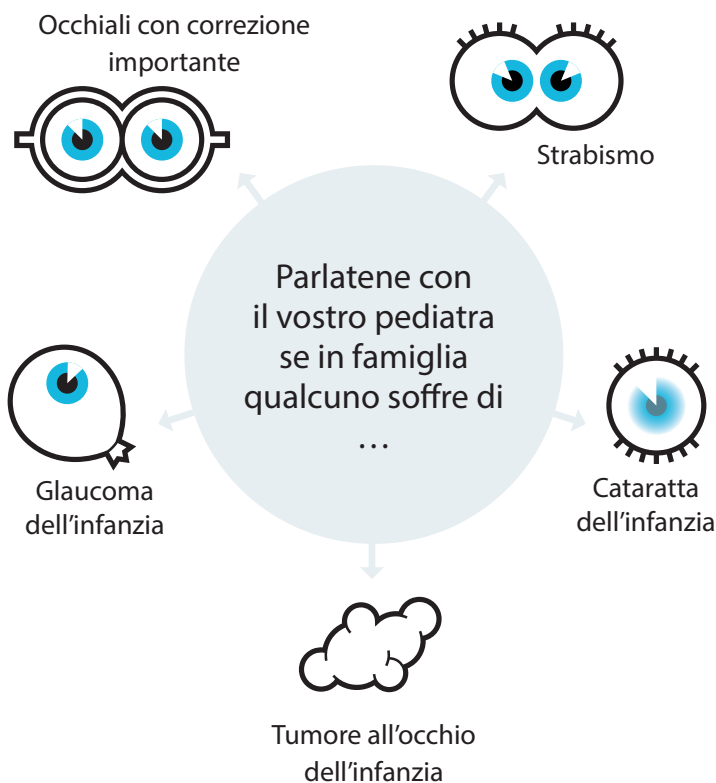 Occhiali con correzione
importante
Strabismo
Parlatene con
il vostro pediatra
se in famiglia
qualcuno soffre di
…
Glaucoma
dell’infanzia
Cataratta
dell’infanzia
Tumore all’occhio
dell’infanzia